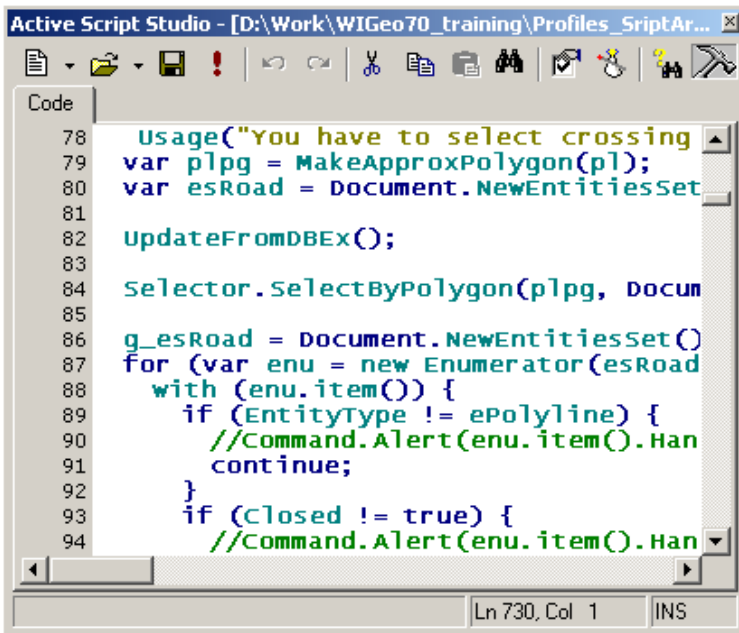 Active Script Studio - [D:\Work\WIGeo70_training\Profiles_SriptAr...
Code
78 Usage("You have to select crossing
79 var plpg = MakeApproxPolygon(pl);
80 var esRoad = Document.NewEntitiesSet
81
82 UpdateFromDBEx();
83
84 Selector.SelectByPolygon(plpg, Docum
85
86 g_esRoad = Document.NewEntitiesSet()
87 for (var enu = new Enumerator(esRoad
88 with (enu.item()) {
89 if (EntityType != ePolyline) {
90 //Command.Alert(enu.item().Han
91 continue;
92 }
93 if (Closed != true) {
94 //Command.Alert(enu.item().Han
Ln 730, Col 1 INS